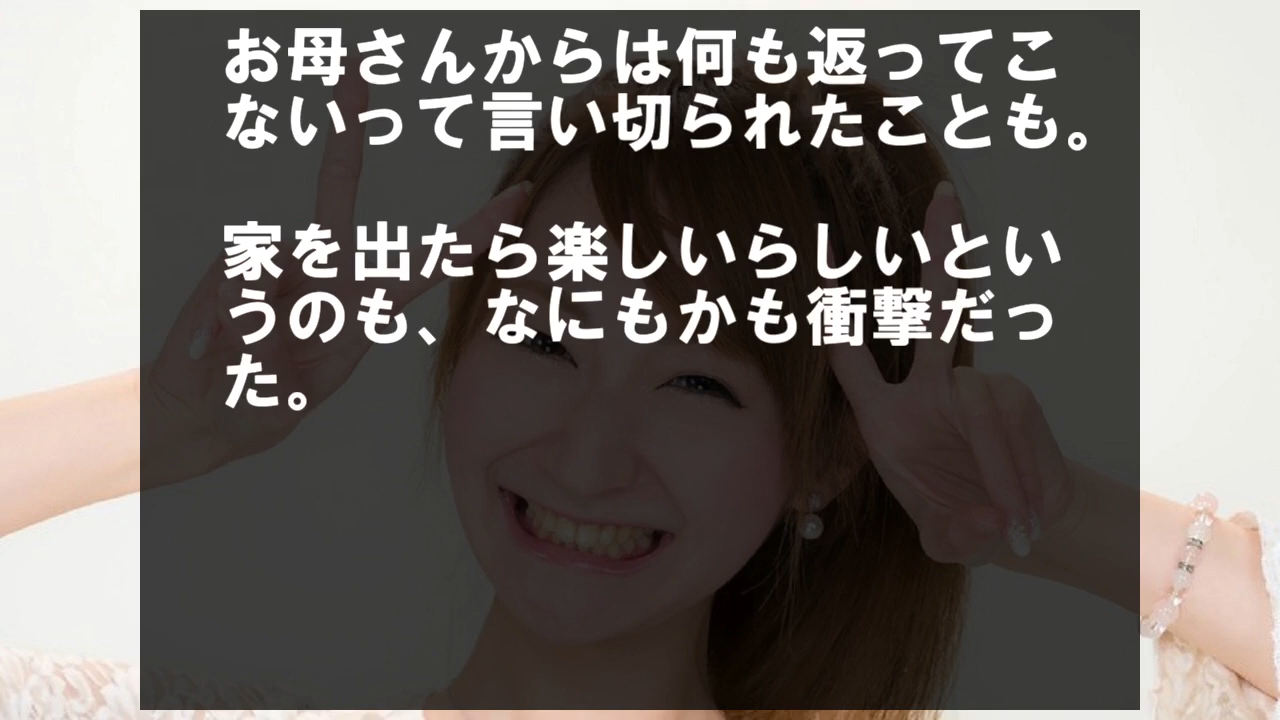 お母さんからは何も返ってこ
ないって言い切られたことも。
家を出たら楽しいらしいとい
うのも、なにもかも衝撃だっ
た。